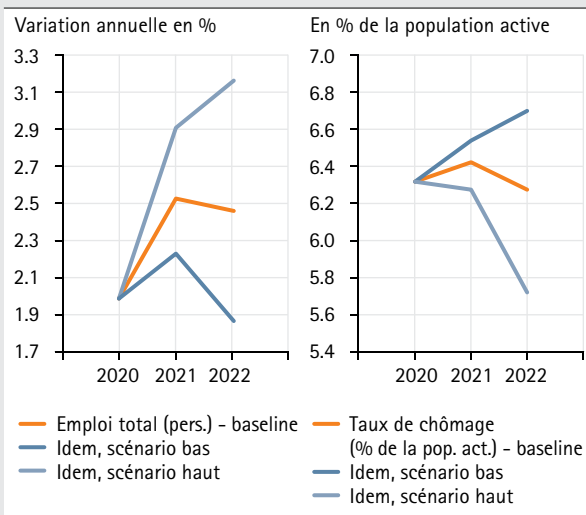 Variation annuelle en %
3.3
3.1
2.9
2.7
2.5
2.3
2.1
1.9
1.7
2020 2021 2022
Emploi total (pers.) - baseline
Idem, scénario bas
Idem, scénario haut
En % de la population active
7.0
6.8
6.6
6.4
6.2
6.0
5.8
5.6
5.4
2020 2021 2022
Taux de chômage
(% de la pop. act.) - baseline
Idem, scénario bas
Idem, scénario haut